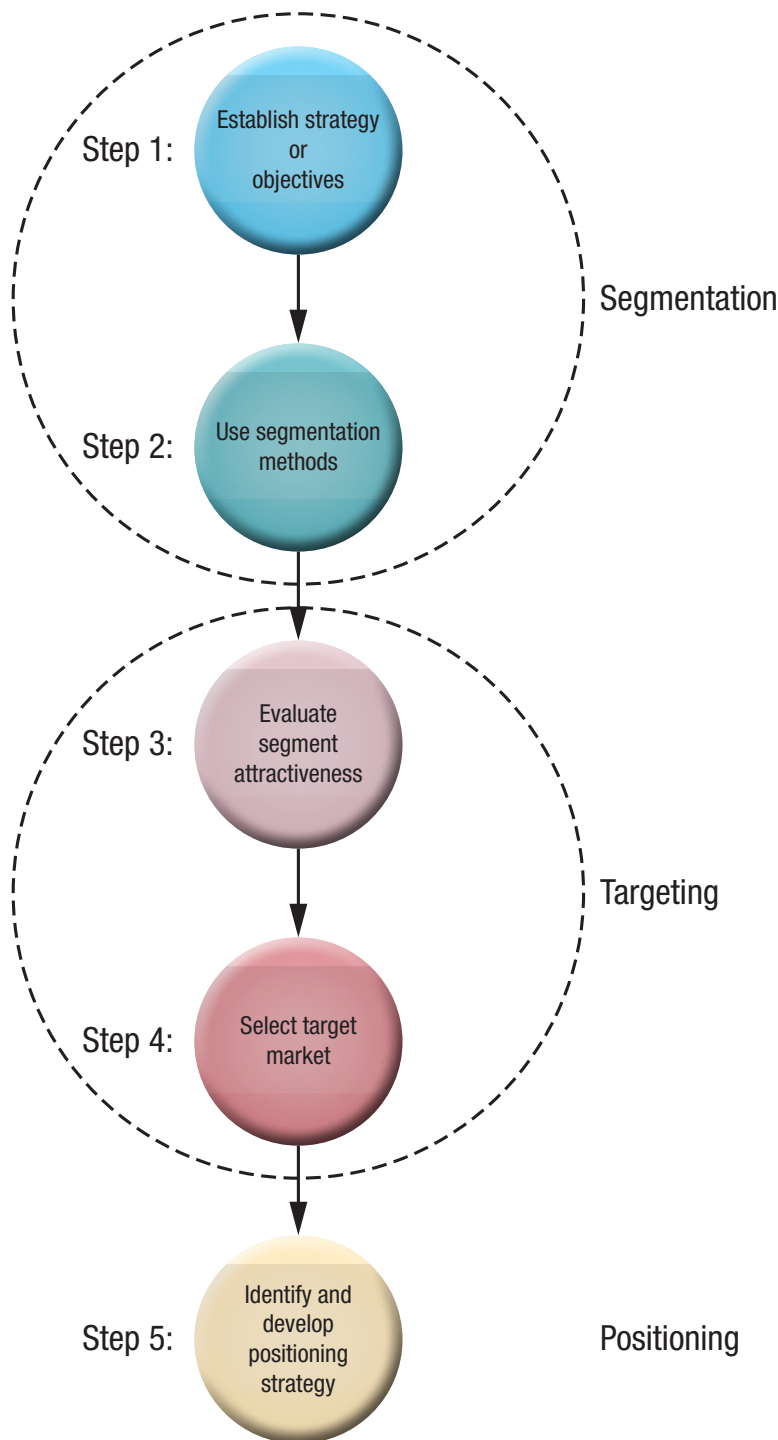 Step 1:
Establish strategy
or
objectives
Segmentation
Step 2:
Use segmentation
methods
Step 3:
Evaluate
segment
attractiveness
Targeting
Step 4:
Select target
market
Step 5:
Identify and
develop
positioning
strategy
Positioning